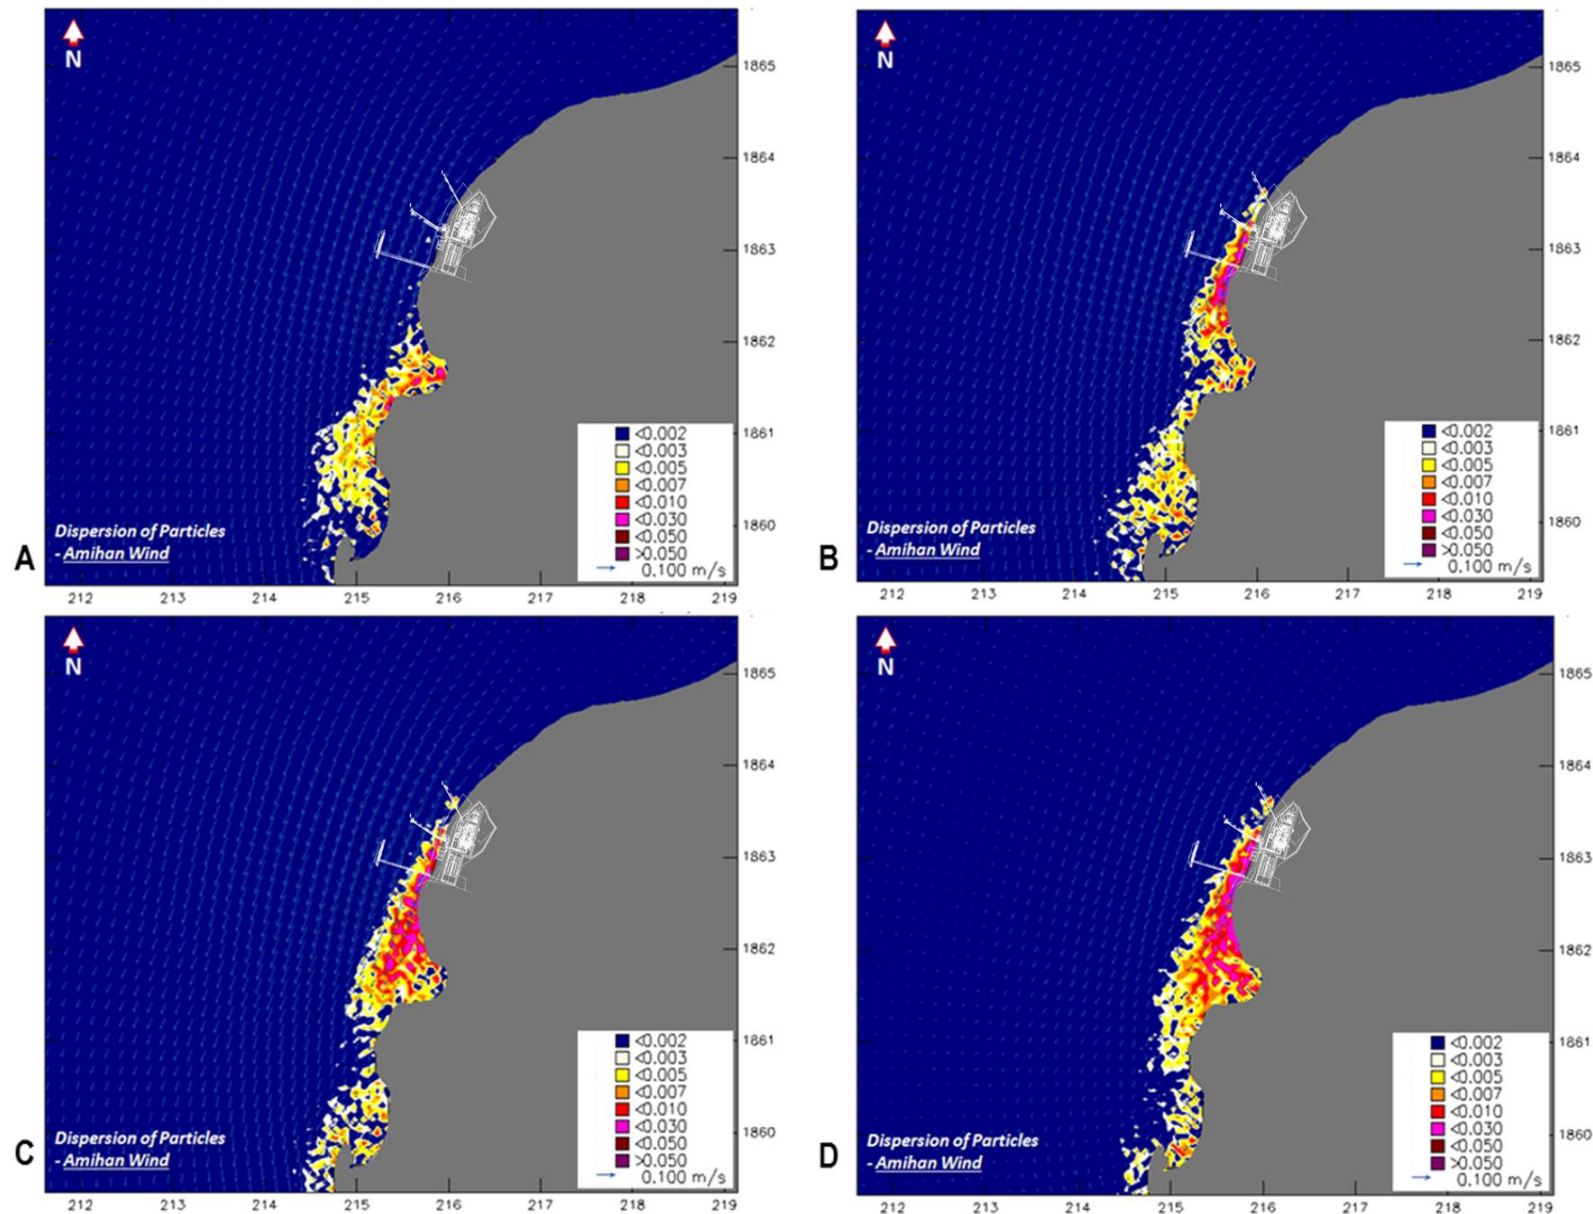 N
1865
1864
1863
1862
1861
1860
<0.002
<0.003
<0.005
<0.007
<0.010
<0.030
<0.050
>0.050
0.100 m/s
Dispersion of Particles
- Amihan Wind
A
212 213 214 215 216 217 218 219
N
1865
1864
1863
1862
1861
1860
<0.002
<0.003
<0.005
<0.007
<0.010
<0.030
<0.050
>0.050
0.100 m/s
Dispersion of Particles
- Amihan Wind
B
212 213 214 215 216 217 218 219
N
1865
1864
1863
1862
1861
1860
<0.002
<0.003
<0.005
<0.007
<0.010
<0.030
<0.050
>0.050
0.100 m/s
Dispersion of Particles
- Amihan Wind
C
212 213 214 215 216 217 218 219
N
1865
1864
1863
1862
1861
1860
<0.002
<0.003
<0.005
<0.007
<0.010
<0.030
<0.050
>0.050
0.100 m/s
Dispersion of Particles
- Amihan Wind
D
212 213 214 215 216 217 218 219